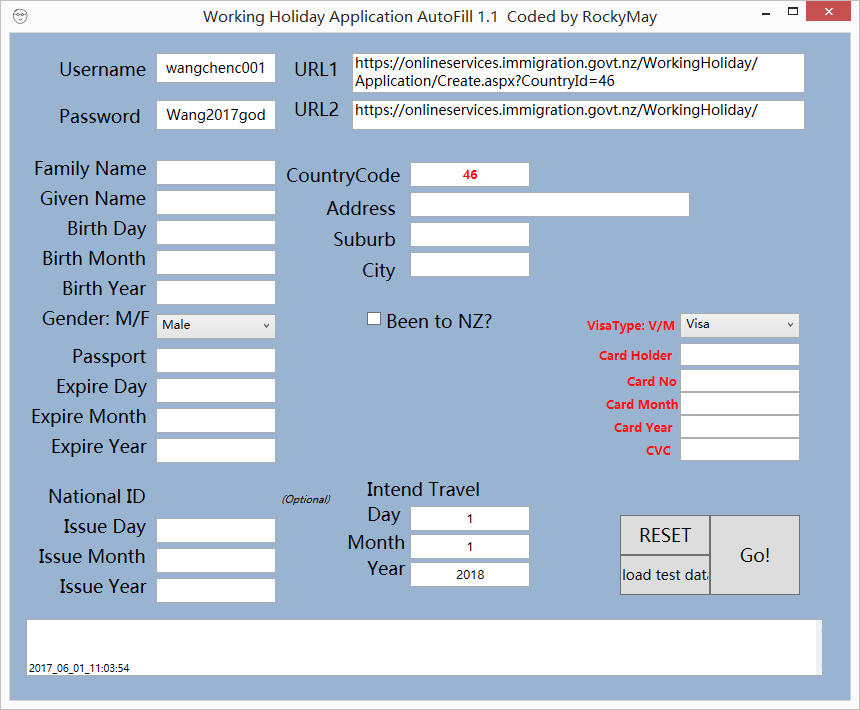 Working Holiday Application AutoFill 1.1 Coded by RockyMay
Username wangchenc001 URL1 https://onlineservices.immigration.govt.nz/WorkingHoliday/
Application/Create.aspx?CountryId=46
Password Wang2017god URL2 https://onlineservices.immigration.govt.nz/WorkingHoliday/
Family Name
Given Name
Birth Day
Birth Month
Birth Year
Gender: M/F Male
Passport
Expire Day
Expire Month
Expire Year
National ID (Optional)
Issue Day
Issue Month
Issue Year
CountryCode 46
Address
Suburb
City
Been to NZ?
Intend Travel
Day 1
Month 1
Year 2018
VisaType: V/M Visa
Card Holder
Card No
Card Month
Card Year
CVC
RESET
load test data
Go!
2017_06_01_11:03:54